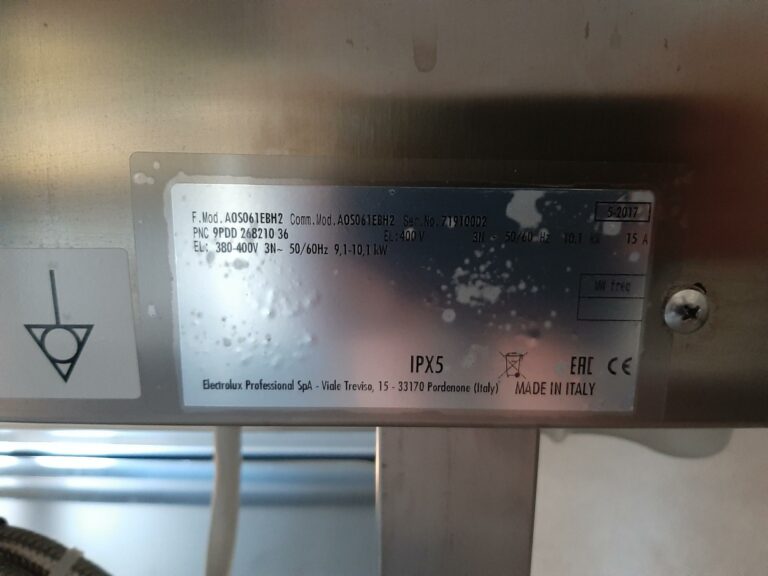 F.Mod. AOS061EBH2 Comm.Mod. AOS061EBH2 Ser.No. 71910002 5-2017
PNC 9PDD 268210 36 EL: 400 V 3N ~ 50/60 Hz 10,1 kW 15 A
EL: 380-400V 3N~ 50/60Hz 9,1-10,1 kW
IPX5 EAC CE
Electrolux Professional SpA - Viale Treviso, 15 - 33170 Pordenone (Italy) MADE IN ITALY